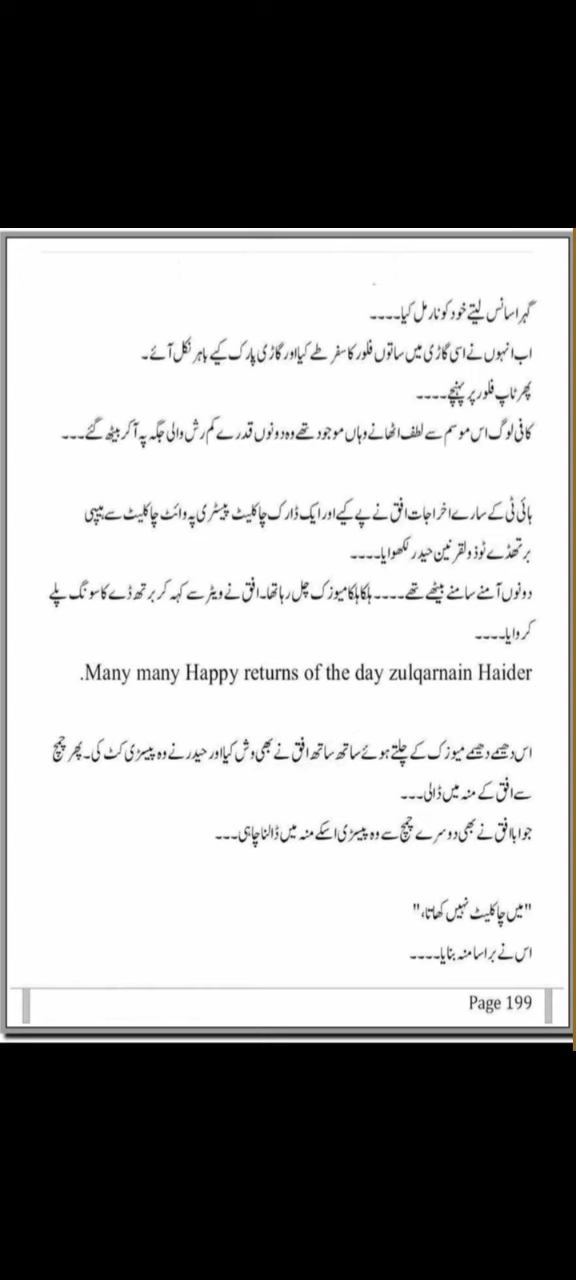 گہرا سانس لیتے خود کو نارمل کیا۔۔۔۔
اب انہوں نے اسی گاڑی میں ساتوں فلور کا سفر طے کیا اور گاڑی پارک کیے باہر نکل آئے۔
پھر ٹاپ فلور پر پہنچے۔۔۔۔
کافی لوگ اس موسم سے لطف اٹھانے وہاں موجود تھے وہ دونوں قدرے کم رش والی جگہ پہ آ کر بیٹھ گئے۔۔۔
ہائی ٹی کے سارے اخراجات افق نے پے کیے اور ایک ڈارک چاکلیٹ پیسٹری پہ وائٹ چاکلیٹ سے ہیپی
برتھڈے ٹو ذولقرنین حیدر لکھوایا۔۔۔۔
دونوں آمنے سامنے بیٹھے تھے۔۔۔۔ ہلکا ہلکا میوزک چل رہا تھا۔افق نے ویٹر سے کہہ کر برتھ ڈے کا سونگ پلے
کروایا۔۔۔۔
.Many many Happy returns of the day zulqarnain Haider
اس دھیمے دھیمے میوزک کے چلتے ہوئے ساتھ ساتھ افق نے بھی وش کیا اور حیدر نے وہ پیسڑی کٹ کی۔ پھر چمچ
سے افق کے منہ میں ڈالی۔۔۔
جوابا افق نے بھی دوسرے چمچ سے وہ پیسڑی اسکے منہ میں ڈالنا چاہی۔۔۔
"میں چاکلیٹ نہیں کھاتا،"
اس نے برا سا منہ بنایا۔۔۔۔
Page 199